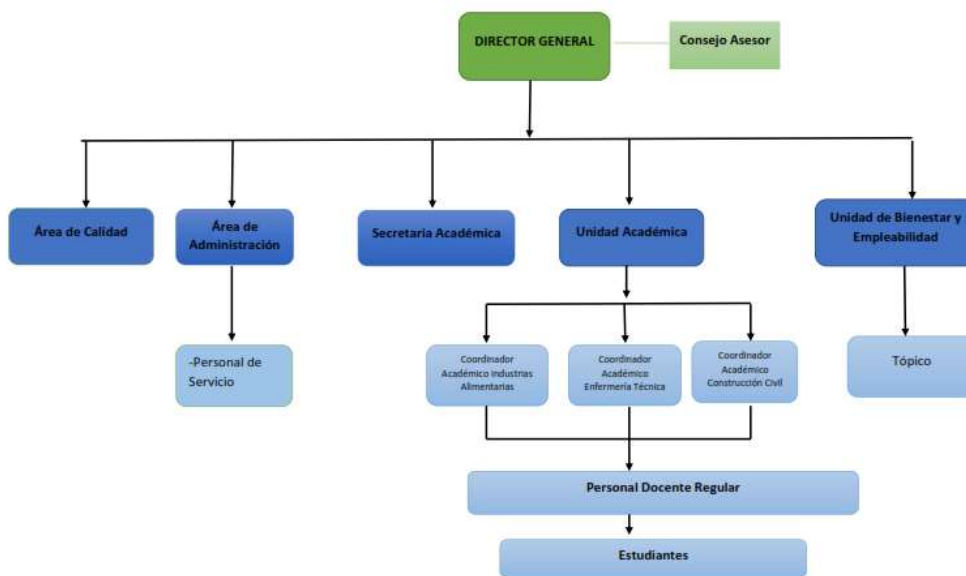 DIRECTOR GENERAL
Consejo Asesor
Área de Calidad
Área de
Administración
Secretaria Académica
Unidad Académica
Unidad de Bienestar y
Empleabilidad
-Personal de
Servicio
Coordinador
Académico Industrias
Alimentarias
Coordinador
Académico
Enfermería Técnica
Coordinador
Académico
Construcción Civil
Tópico
Personal Docente Regular
Estudiantes